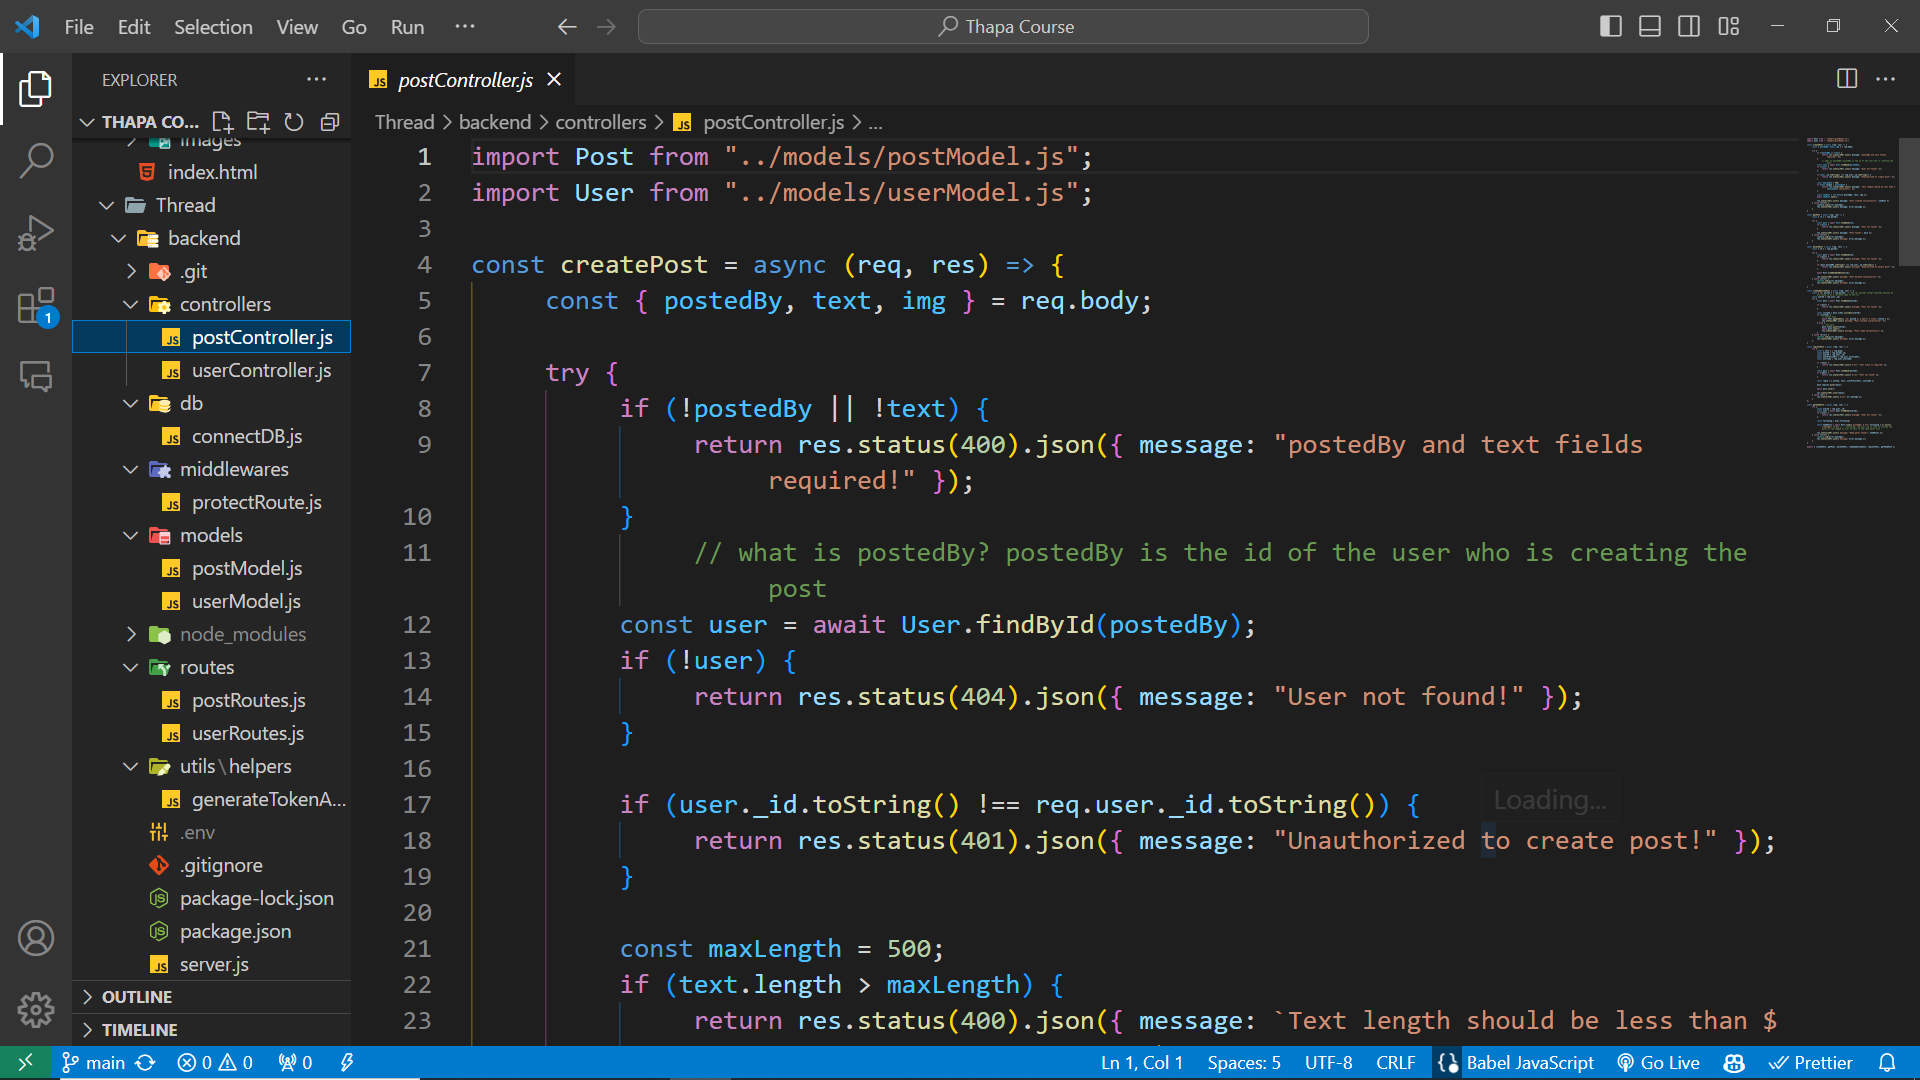 File Edit Selection View Go Run ··· Thapa Course
EXPLORER
THAPA CO...
images
index.html
Thread
backend
.git
controllers
postController.js
userController.js
db
connectDB.js
middlewares
protectRoute.js
models
postModel.js
userModel.js
node_modules
routes
postRoutes.js
userRoutes.js
utils\helpers
generateTokenA...
.env
.gitignore
package-lock.json
package.json
server.js
OUTLINE
TIMELINE
postController.js
Thread > backend > controllers > postController.js > ...
1 import Post from "../models/postModel.js";
2 import User from "../models/userModel.js";
3
4 const createPost = async (req, res) => {
5 const { postedBy, text, img } = req.body;
6
7 try {
8 if (!postedBy || !text) {
9 return res.status(400).json({ message: "postedBy and text fields
required!" });
10 }
11 // what is postedBy? postedBy is the id of the user who is creating the
post
12 const user = await User.findById(postedBy);
13 if (!user) {
14 return res.status(404).json({ message: "User not found!" });
15 }
16
17 if (user._id.toString() !== req.user._id.toString()) {
Loading...
18 return res.status(401).json({ message: "Unauthorized to create post!" });
19 }
20
21 const maxLength = 500;
22 if (text.length > maxLength) {
23 return res.status(400).json({ message: `Text length should be less than $
main 0 0 0 Ln 1, Col 1 Spaces: 5 UTF-8 CRLF {} Babel JavaScript Go Live Prettier